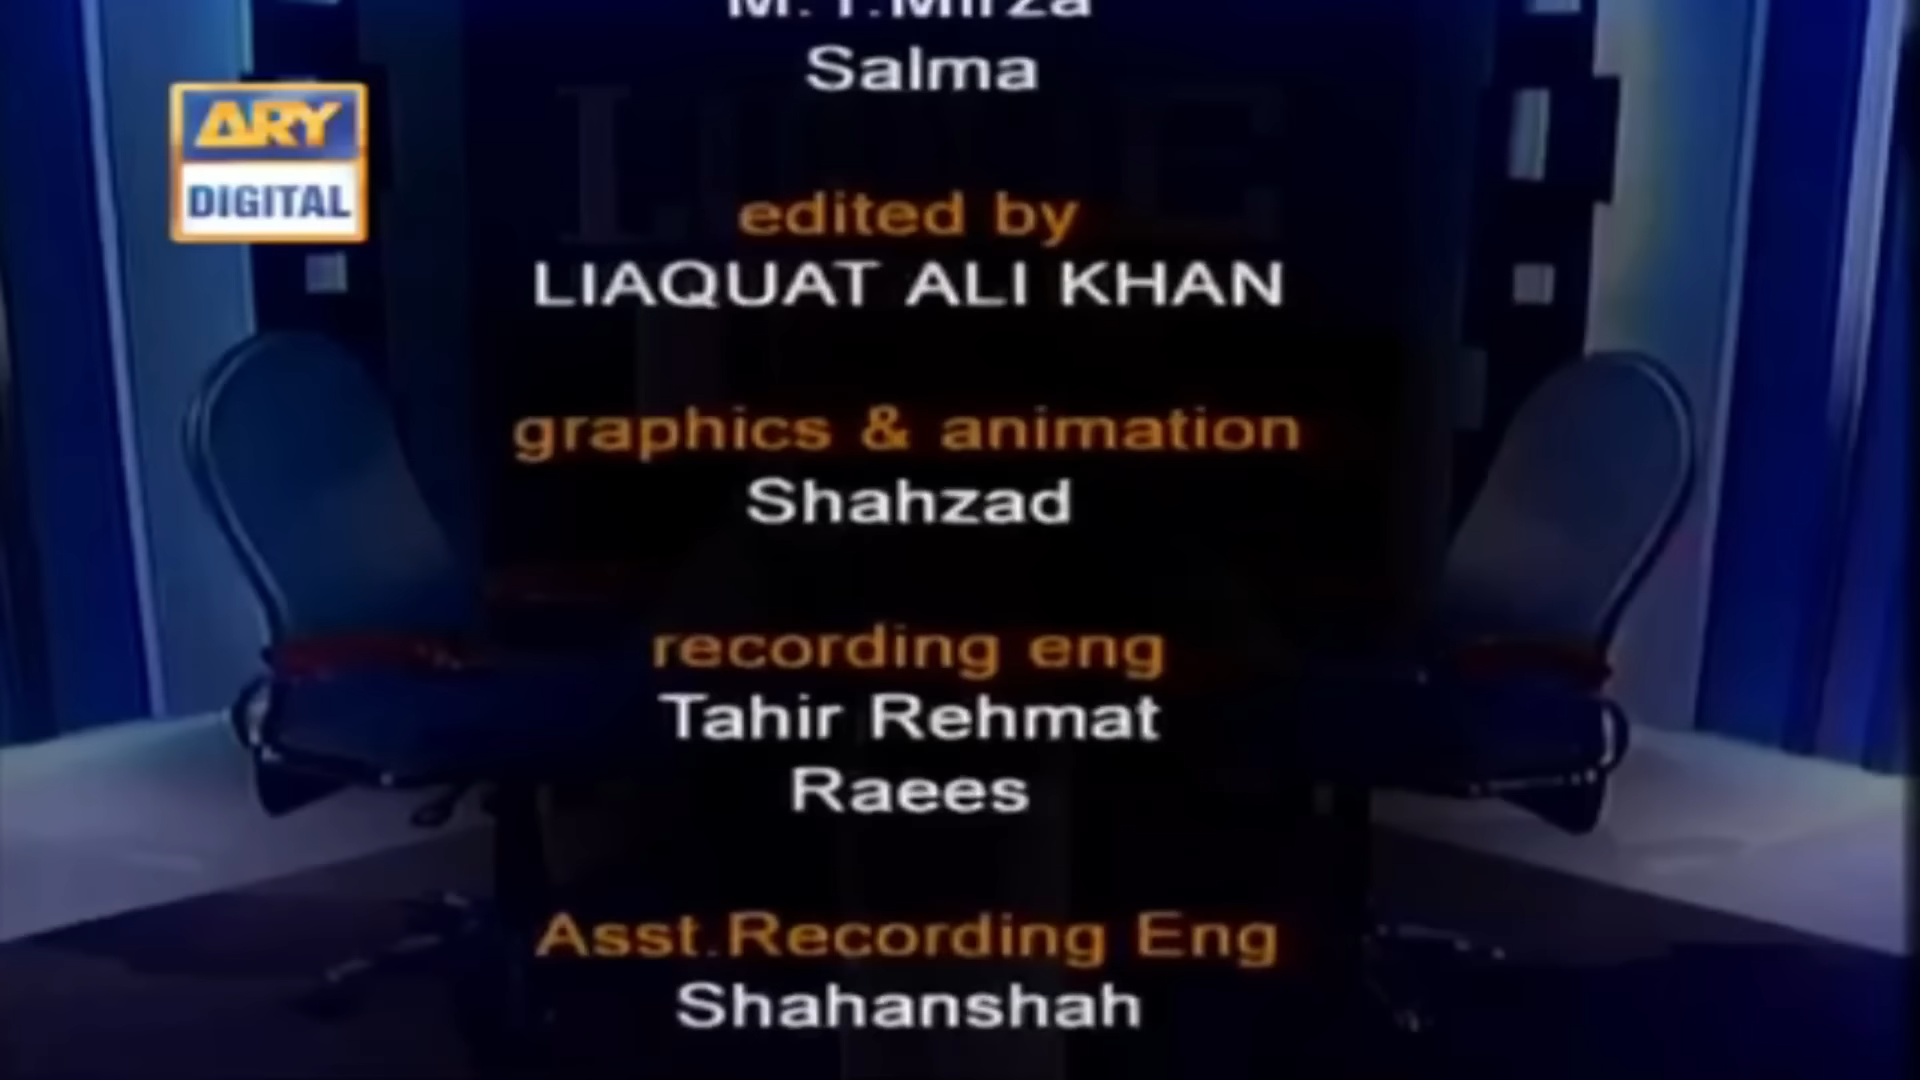 M.T.Mirza
Salma
ARY
DIGITAL
edited by
LIAQUAT ALI KHAN
graphics & animation
Shahzad
recording eng
Tahir Rehmat
Raees
Asst.Recording Eng
Shahanshah